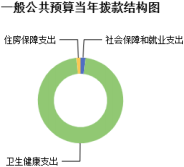 一般公共预算当年拨款结构图
住房保障支出
社会保障和就业支出
卫生健康支出